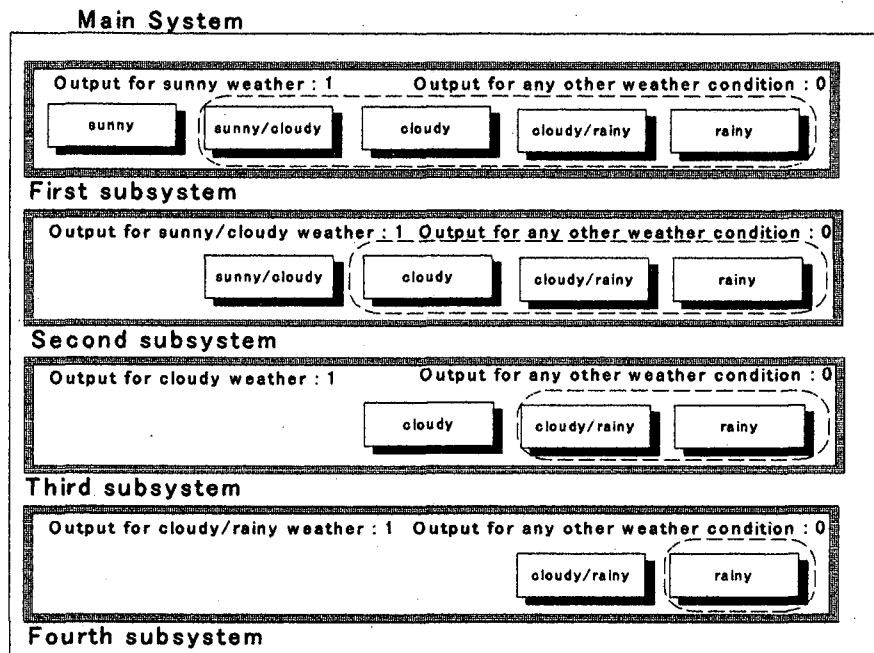 Main System
Output for sunny weather : 1 Output for any other weather condition : 0
sunny sunny/cloudy cloudy cloudy/rainy rainy
First subsystem
Output for sunny/cloudy weather : 1 Output for any other weather condition : 0
sunny/cloudy cloudy cloudy/rainy rainy
Second subsystem
Output for cloudy weather : 1 Output for any other weather condition : 0
cloudy cloudy/rainy rainy
Third subsystem
Output for cloudy/rainy weather : 1 Output for any other weather condition : 0
cloudy/rainy rainy
Fourth subsystem